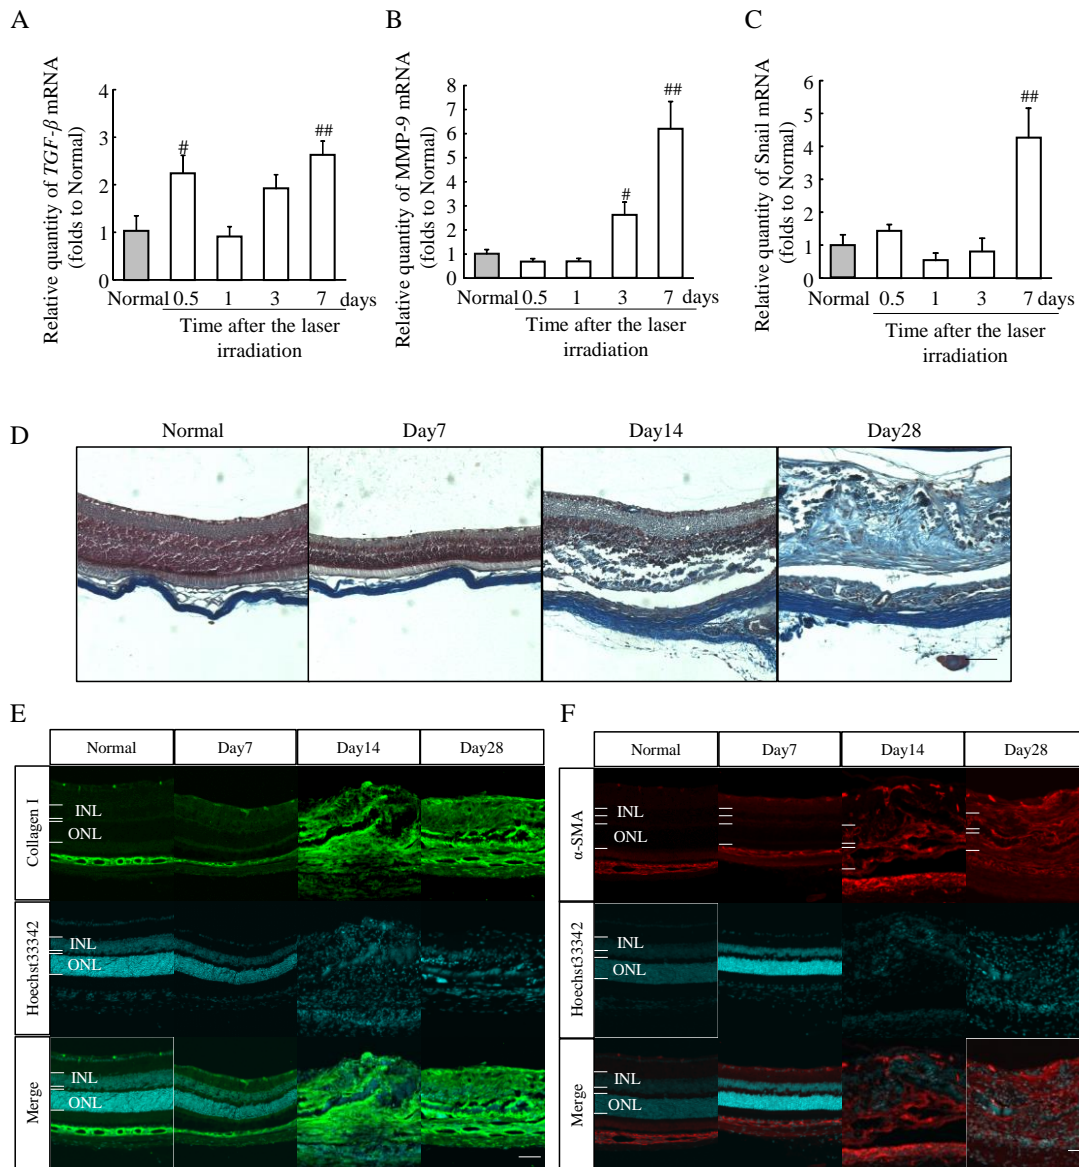 A
B
C
Relative quantity of TGF-β mRNA
(folds to Normal)
4
3
2
1
0
#
##
Normal 0.5 1 3 7 days
Time after the laser
irradiation
Relative quantity of MMP-9 mRNA
(folds to Normal)
8
7
6
5
4
3
2
1
0
#
##
Normal 0.5 1 3 7 days
Time after the laser
irradiation
Relative quantity of Snail mRNA
(folds to Normal)
6
5
4
3
2
1
0
##
Normal 0.5 1 3 7 days
Time after the laser
irradiation
D
Normal Day7 Day14 Day28
E
Normal Day7 Day14 Day28
Collagen I
INL
ONL
Hoechst33342
INL
ONL
Merge
INL
ONL
F
Normal Day7 Day14 Day28
α-SMA
INL
ONL
Hoechst33342
INL
ONL
Merge
INL
ONL